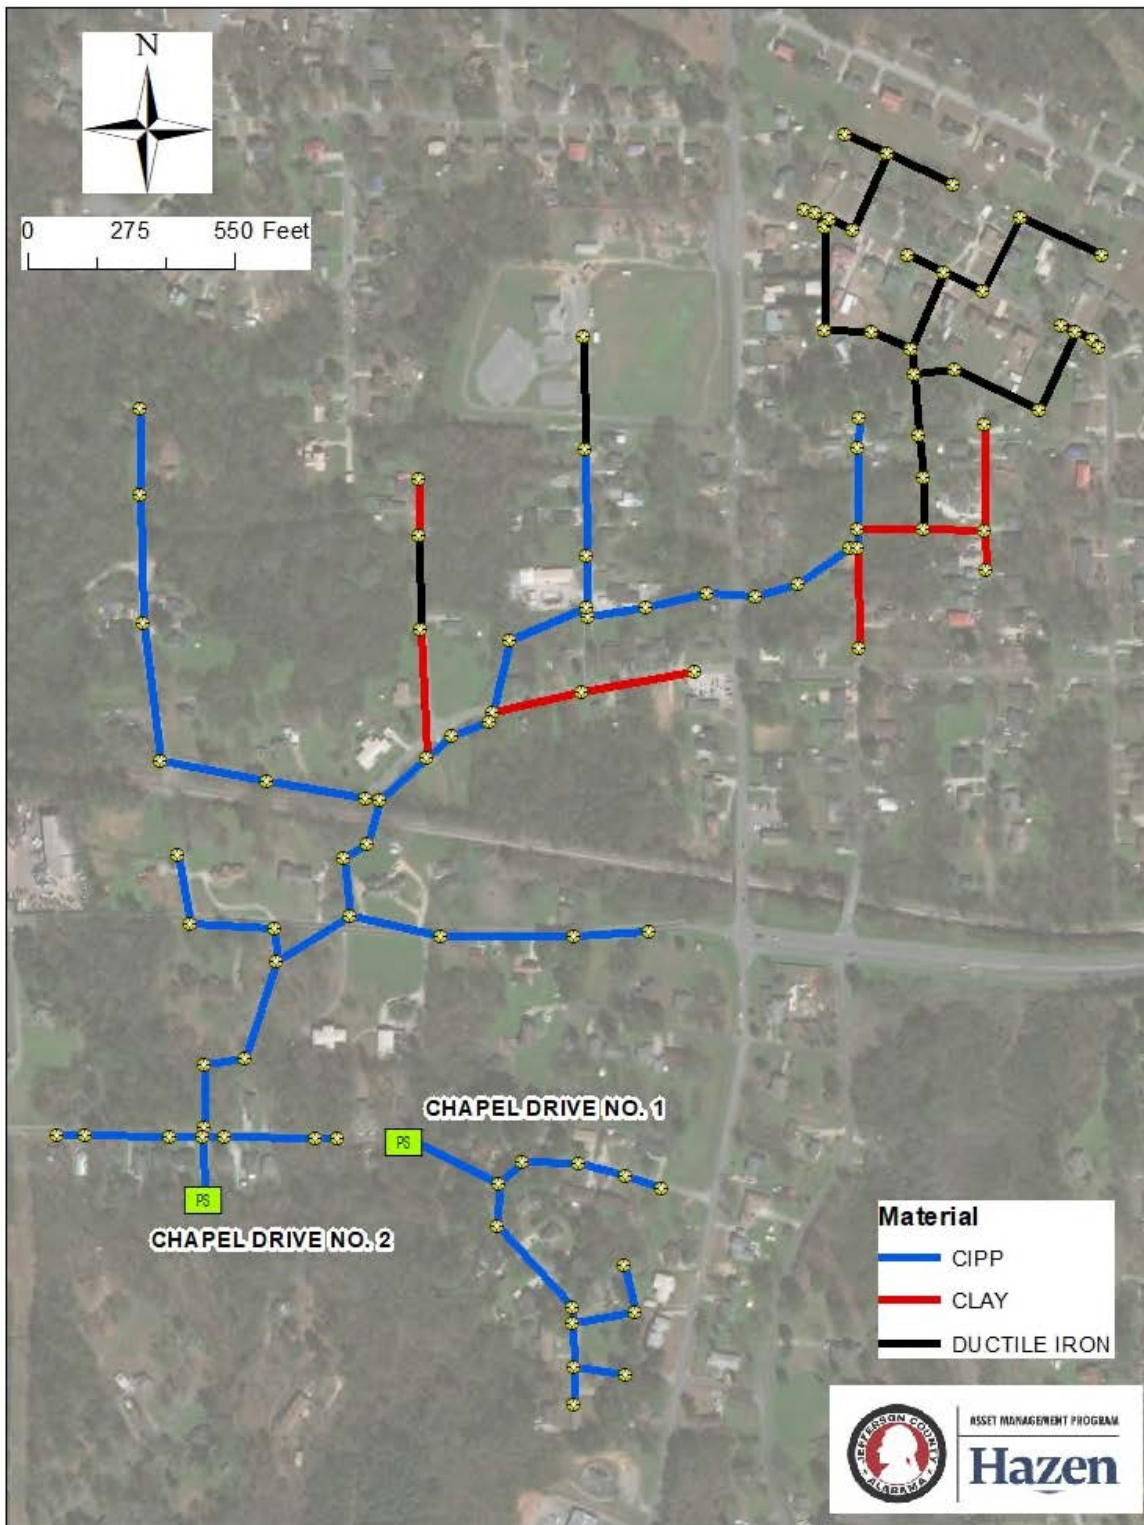 N
0 275 550 Feet
CHAPEL DRIVE NO. 1
PS
PS
CHAPEL DRIVE NO. 2
Material
CIPP
CLAY
DUCTILE IRON
JEFFERSON COUNTY
ALABAMA
ASSET MANAGEMENT PROGRAM
Hazen